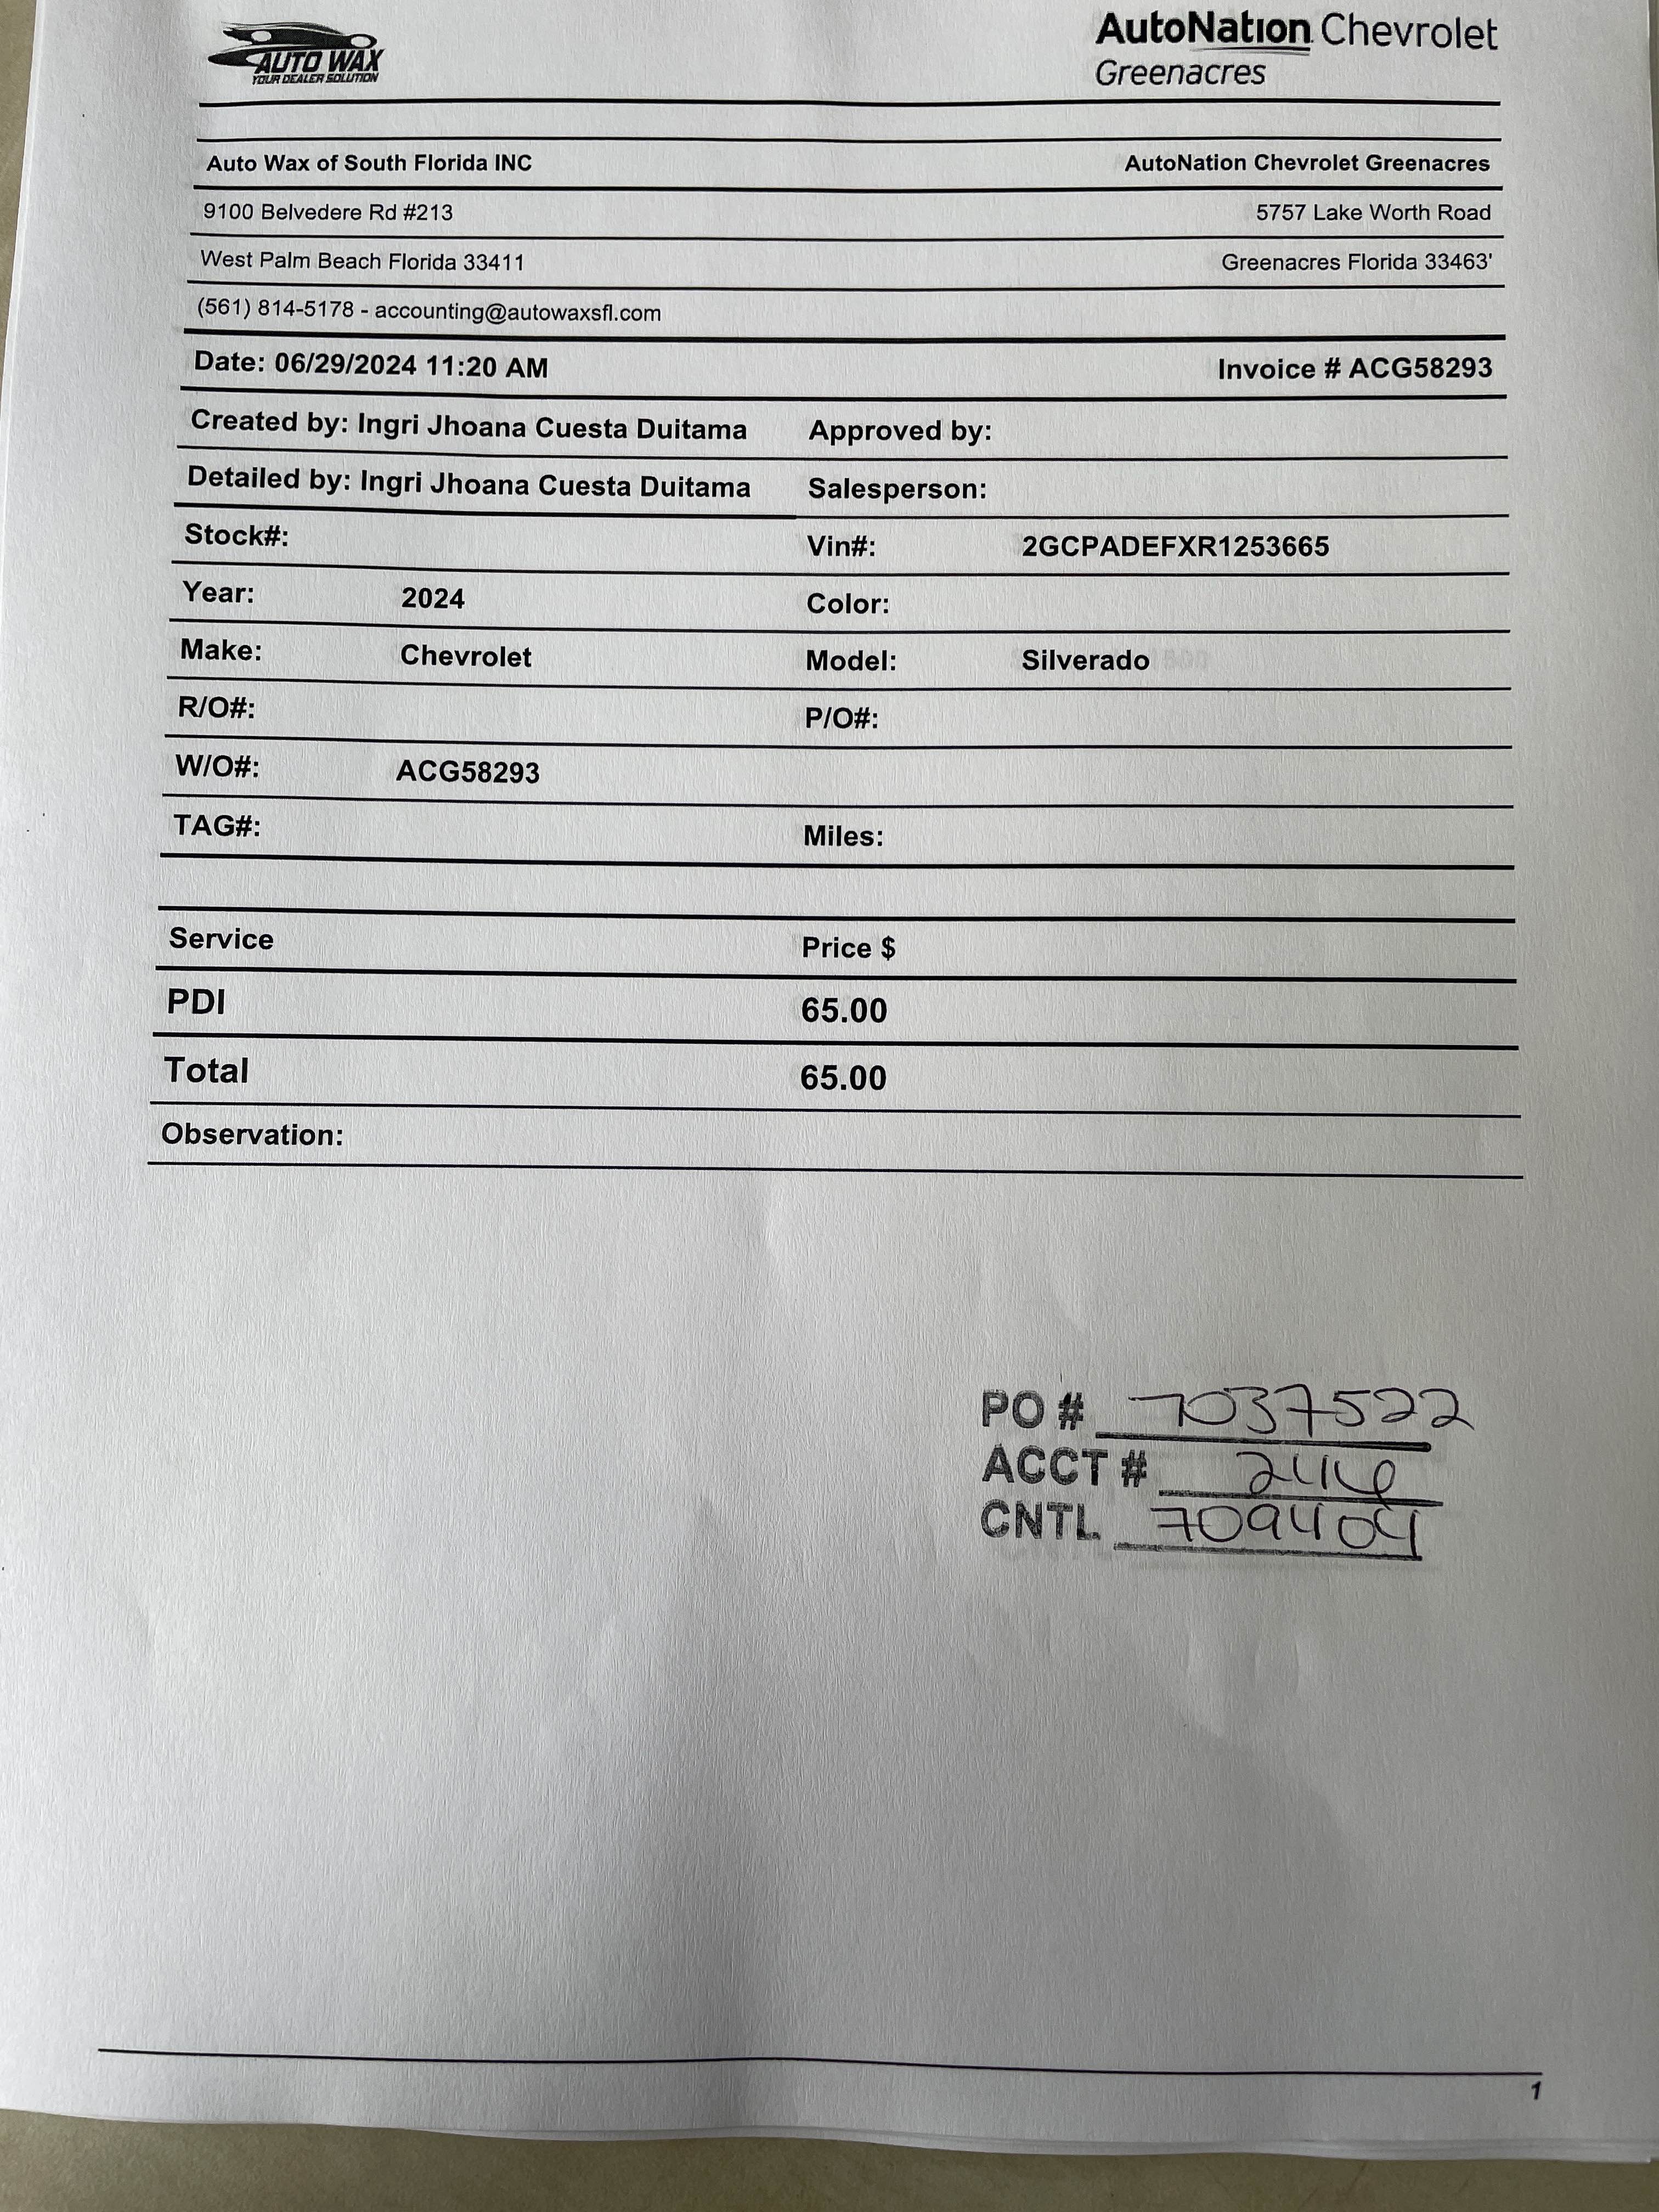 AUTO WAX
YOUR DEALER SOLUTION
AutoNation Chevrolet
Greenacres
Auto Wax of South Florida INC AutoNation Chevrolet Greenacres
9100 Belvedere Rd #213 5757 Lake Worth Road
West Palm Beach Florida 33411 Greenacres Florida 33463'
(561) 814-5178 - accounting@autowaxsfl.com
Date: 06/29/2024 11:20 AM Invoice # ACG58293
Created by: Ingri Jhoana Cuesta Duitama Approved by:
Detailed by: Ingri Jhoana Cuesta Duitama Salesperson:
Stock#: Vin#: 2GCPADEFXR1253665
Year: 2024 Color:
Make: Chevrolet Model: Silverado
R/O#: P/O#:
W/O#: ACG58293
TAG#: Miles:
Service Price $
PDI 65.00
Total 65.00
Observation:
PO # 7037522
ACCT # 2446
CNTL 709404
1